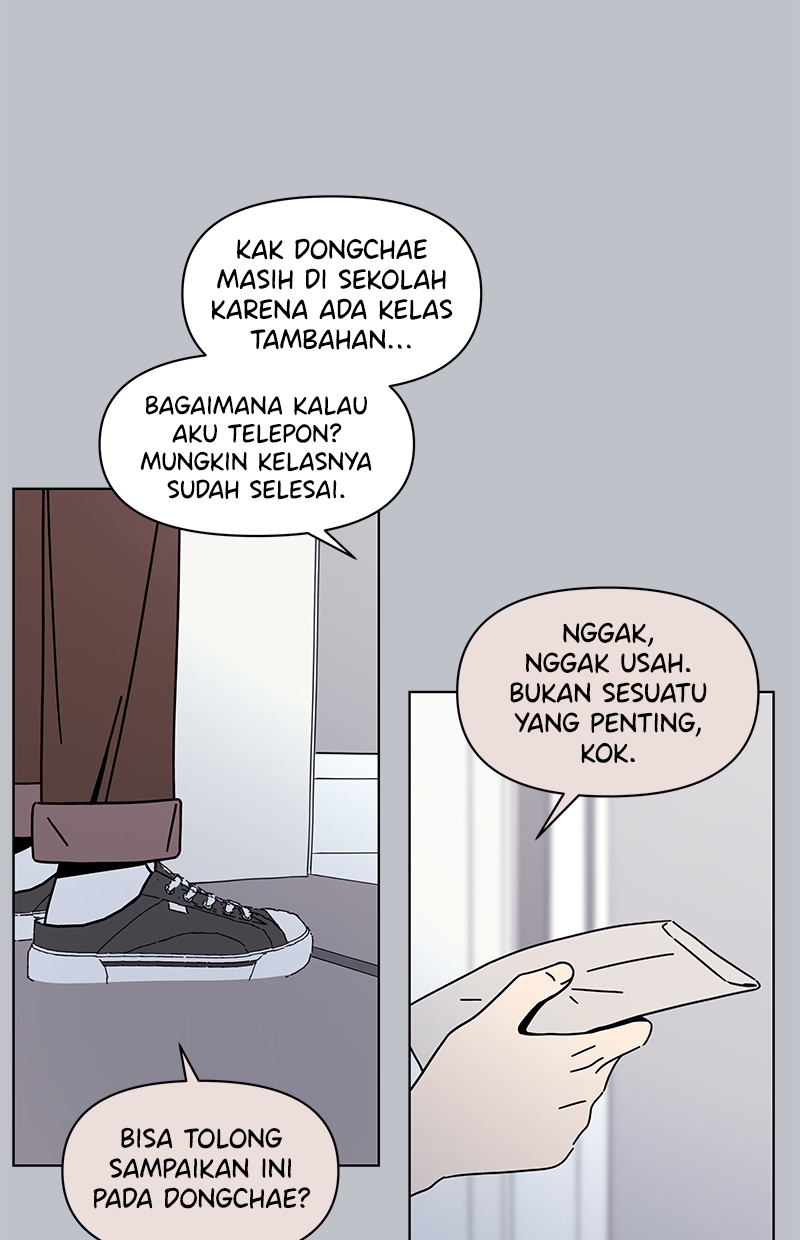 KAK DONGCHAE
MASIH DI SEKOLAH
KARENA ADA KELAS
TAMBAHAN...
BAGAIMANA KALAU
AKU TELEPON?
MUNGKIN KELASNYA
SUDAH SELESAI.
NGGAK,
NGGAK USAH.
BUKAN SESUATU
YANG PENTING,
KOK.
BISA TOLONG
SAMPAIKAN INI
PADA DONGCHAE?